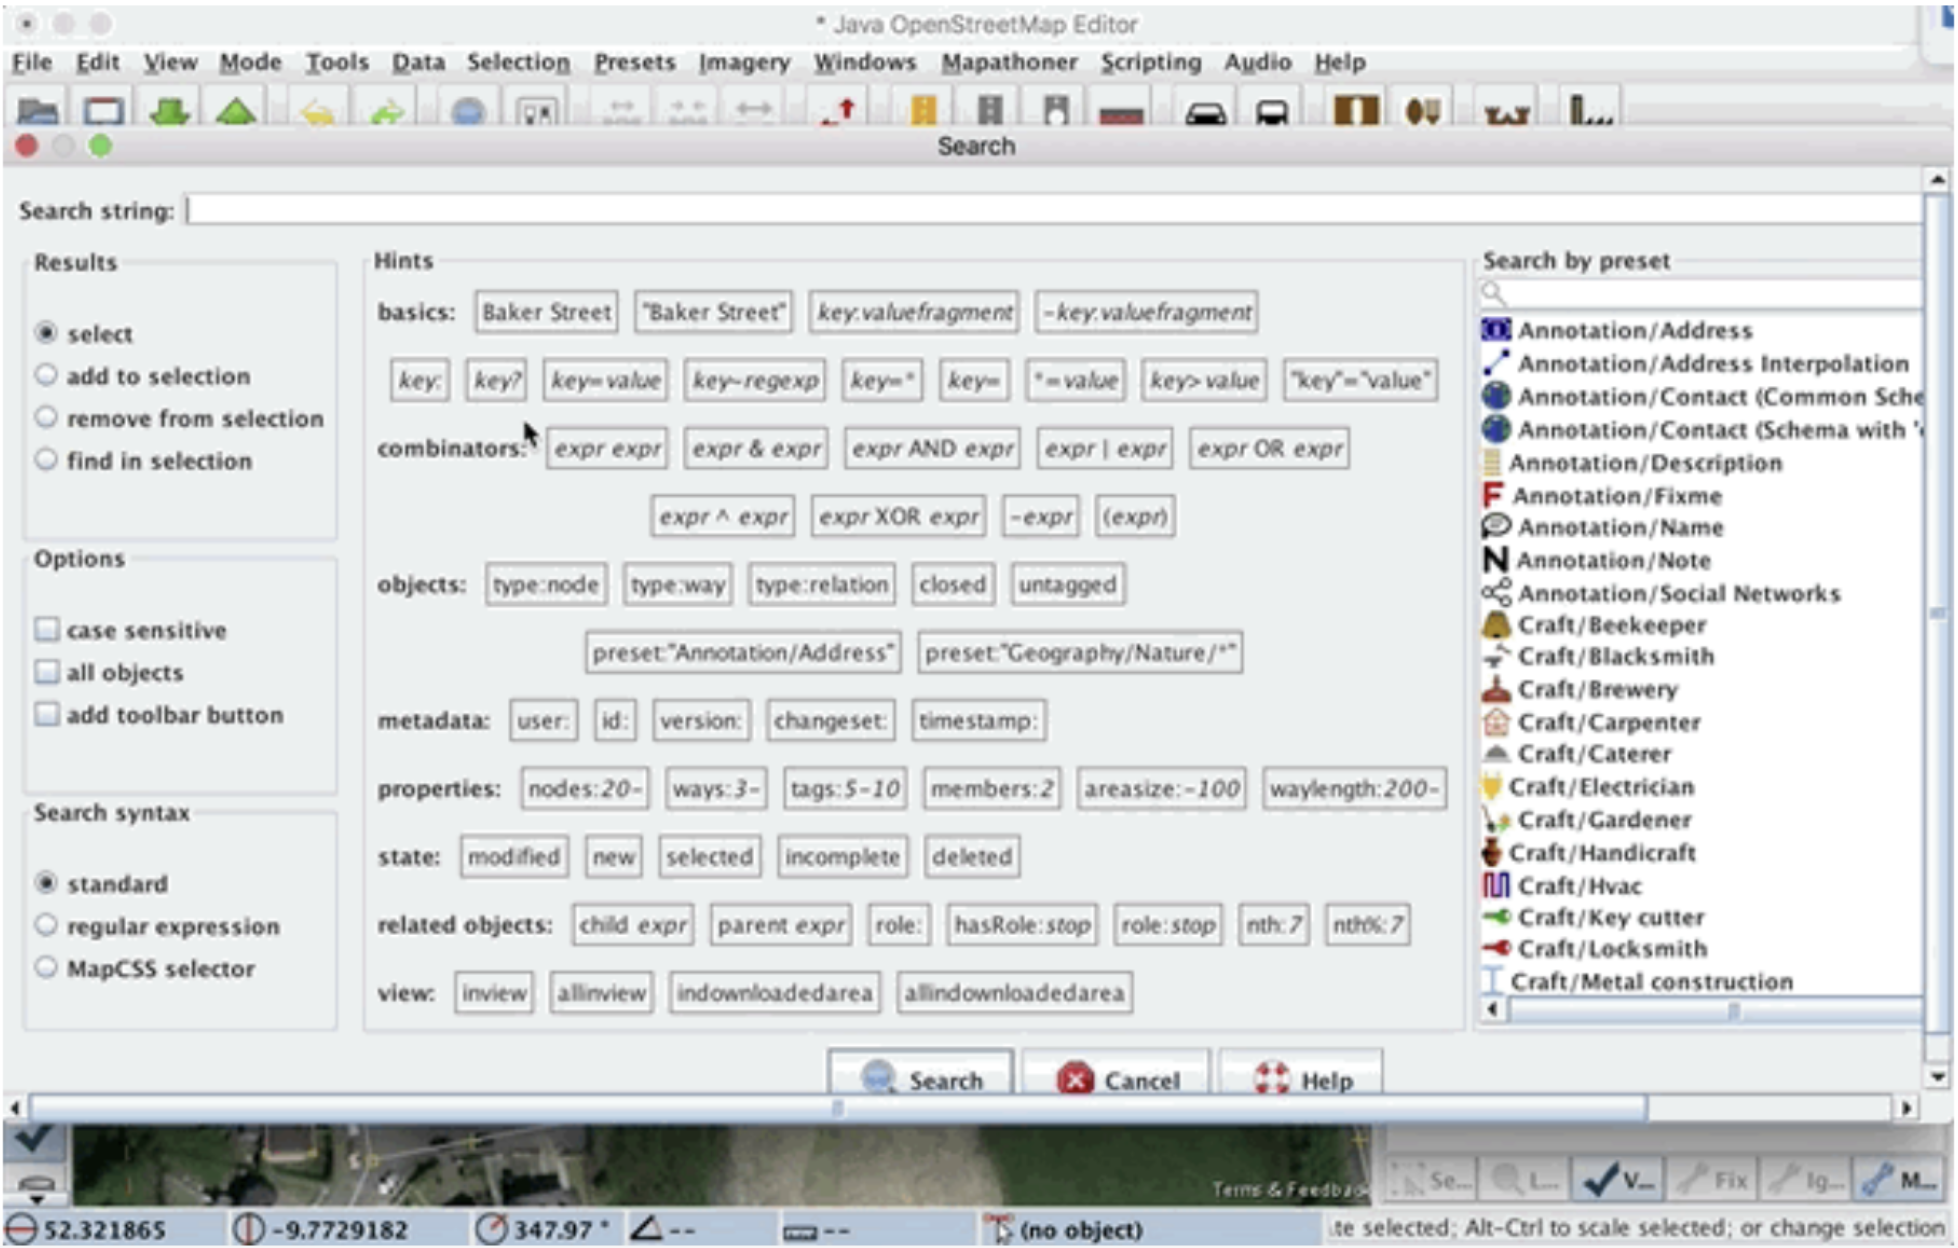 * Java OpenStreetMap Editor
File Edit View Mode Tools Data Selection Presets Imagery Windows Mapathoner Scripting Audio Help
Search
Search string:
Results
select
add to selection
remove from selection
find in selection
Options
case sensitive
all objects
add toolbar button
Search syntax
standard
regular expression
MapCSS selector
Hints
basics: Baker Street "Baker Street" key:valuefragment -key:valuefragment
key: key? key=value key~regexp key=* key= *=value key>value "key"="value"
combinators: expr expr expr & expr expr AND expr expr | expr expr OR expr
expr ^ expr expr XOR expr -expr (expr)
objects: type:node type:way type:relation closed untagged
preset:"Annotation/Address" preset:"Geography/Nature/*"
metadata: user: id: version: changeset: timestamp:
properties: nodes:20- ways:3- tags:5-10 members:2 areasize:-100 waylength:200-
state: modified new selected incomplete deleted
related objects: child expr parent expr role: hasRole:stop role:stop nth:7 nth%:7
view: inview allinview indownloadedarea allindownloadedarea
Search by preset
Annotation/Address
Annotation/Address Interpolation
Annotation/Contact (Common Sche
Annotation/Contact (Schema with '
Annotation/Description
F Annotation/Fixme
Annotation/Name
N Annotation/Note
Annotation/Social Networks
Craft/Beekeeper
Craft/Blacksmith
Craft/Brewery
Craft/Carpenter
Craft/Caterer
Craft/Electrician
Craft/Gardener
Craft/Handicraft
Craft/Hvac
Craft/Key cutter
Craft/Locksmith
Craft/Metal construction
Search Cancel Help
Terms & Feedback
Se... L... V... Fix Ig... M...
52.321865 -9.7729182 347.97 ° -- -- (no object) te selected; Alt-Ctrl to scale selected; or change selection